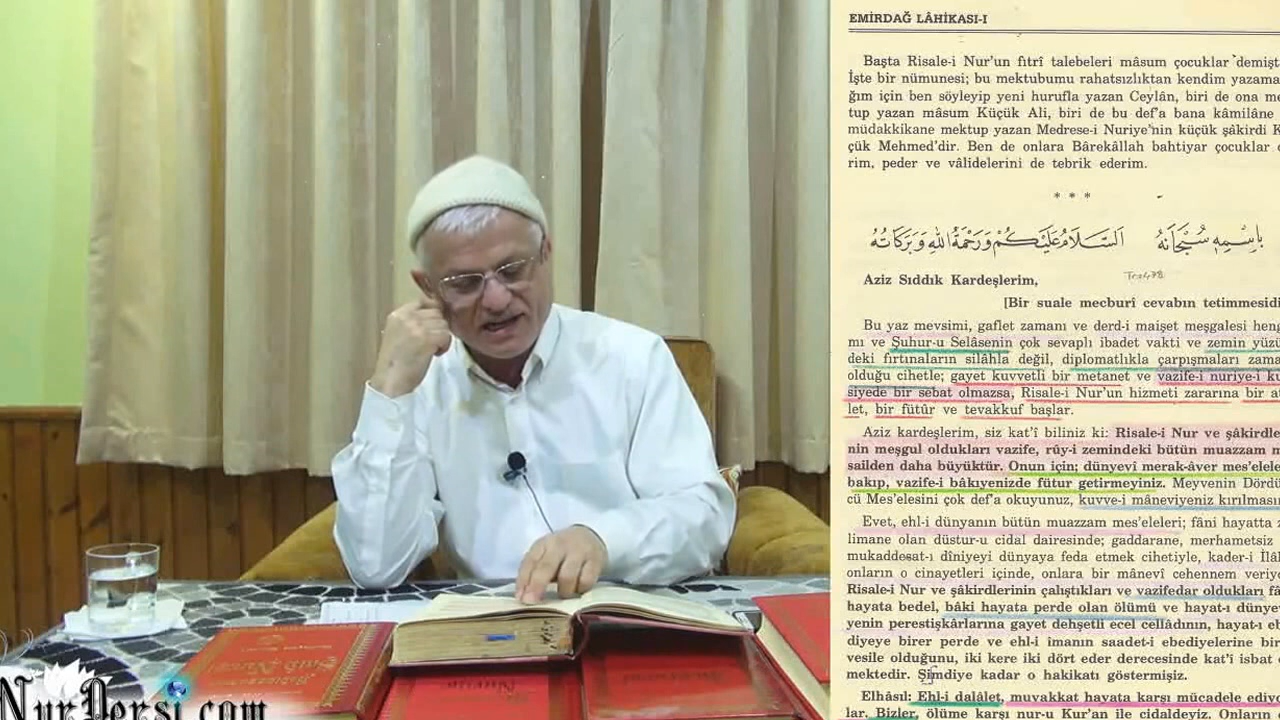 EMİRDAĞ LÂHİKASI-I
Başta Risale-i Nur'un fıtrî talebeleri mâsum çocuklar demişt
İşte bir nümunesi; bu mektubumu rahatsızlıktan kendim yazama
ğım için ben söyleyip yeni hurufla yazan Ceylân, biri de ona me
tup yazan mâsum Küçük Ali, biri de bu def'a bana kâmilâne
müdakkikane mektup yazan Medrese-i Nuriye'nin küçük şâkirdi K
çük Mehmed'dir. Ben de onlara Bârekâllah bahtiyar çocuklar d
rim, peder ve vâlidelerini de tebrik ederim.
* * *
بِاسْمِهِ سُبْحَانَهُ اَلسَّلَامُ عَلَيْكُمْ وَرَحْمَةُ اللهِ وَبَرَكَاتُهُ
Aziz Sıddık Kardeşlerim,
[Bir suale mecburî cevabın tetimmesidi
Bu yaz mevsimi, gaflet zamanı ve derd-i maişet meşgalesi heng
mı ve Şuhur-u Selâsenin çok sevaplı ibadet vakti ve zemin yüzü
deki fırtınaların silâhla değil, diplomatlıkla çarpışmaları zama
olduğu cihetle; gayet kuvvetli bir metanet ve vazife-i nuriye-i ku
siyede bir sebat olmazsa, Risale-i Nur'un hizmeti zararına bir at
let, bir fütûr ve tevakkuf başlar.
Aziz kardeşlerim, siz kat'î biliniz ki: Risale-i Nur ve şâkirdle
nin meşgul oldukları vazife, rûy-i zemindeki bütün muazzam m
sailden daha büyüktür. Onun için; dünyevî merak-âver mes'elele
bakıp, vazife-i bâkıyenizde fütur getirmeyiniz. Meyvenin Dördü
cü Mes'elesini çok def'a okuyunuz, kuvve-i mâneviyeniz kırılmasın
Evet, ehl-i dünyanın bütün muazzam mes'eleleri; fâni hayatta
limane olan düstur-u cidal dairesinde; gaddarane, merhametsiz
mukaddesat-ı dîniyeyi dünyaya feda etmek cihetiyle, kader-i İlâ
onların o cinayetleri içinde, onlara bir mânevî cehennem veriyo
Risale-i Nur ve şâkirdlerinin çalıştıkları ve vazifedar oldukları fâ
hayata bedel, bâki hayata perde olan ölümü ve hayat-ı dünye
yenin perestişkârlarına gayet dehşetli ecel cellâdının, hayat-ı eb
diyeye birer perde ve ehl-i îmanın saadet-i ebediyelerine bir
vesile olduğunu, iki kere iki dört eder derecesinde kat'î isbat
mektedir. Şimdiye kadar o hakikatı göstermişiz.
Elhâsıl: Ehl-i dalâlet, muvakkat hayata karşı mücadele ediyo
lar. Bizler, ölüme karşı nur-u Kur'an ile cidaldeyiz. Onların
NurDersi.com